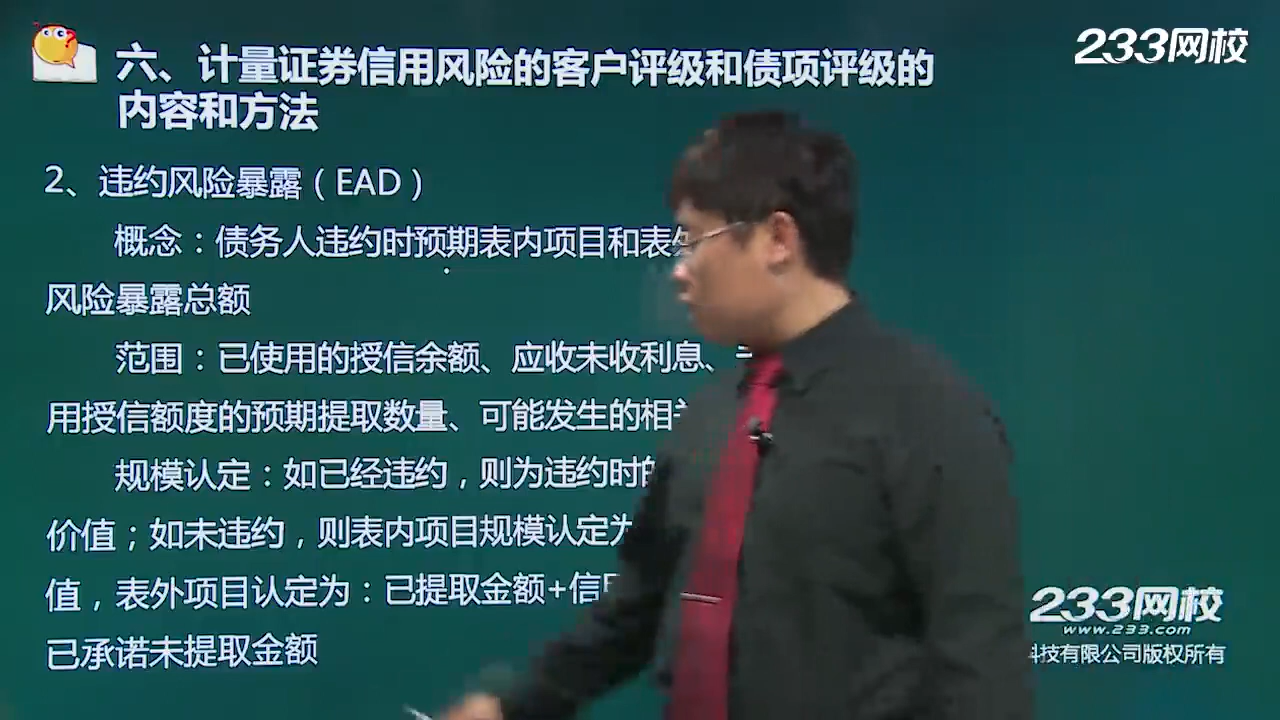 233网校
六、计量证券信用风险的客户评级和债项评级的
内容和方法
2、违约风险暴露（EAD）
概念：债务人违约时预期表内项目和表
风险暴露总额
范围：已使用的授信余额、应收未收利息、
用授信额度的预期提取数量、可能发生的相
规模认定：如已经违约，则为违约时的
价值；如未违约，则表内项目规模认定为
值，表外项目认定为：已提取金额+信
已承诺未提取金额
233网校
www.233.com
科技有限公司版权所有